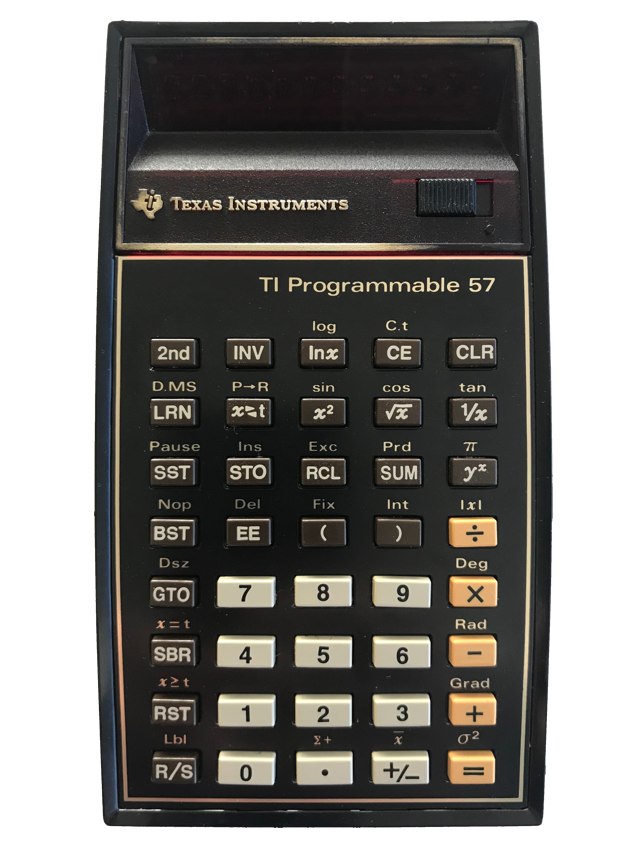 TEXAS INSTRUMENTS
TI Programmable 57
log C.t
2nd INV lnx CE CLR
D.MS P→R sin cos tan
LRN x⇄t x² √x 1/x
Pause Ins Exc Prd π
SST STO RCL SUM yˣ
Nop Del Fix Int |x|
BST EE ( ) ÷
Dsz Deg
GTO 7 8 9 ×
x=t Rad
SBR 4 5 6 −
x≥t Grad
RST 1 2 3 +
Lbl Σ+ x̅ σ²
R/S 0 . +/− =